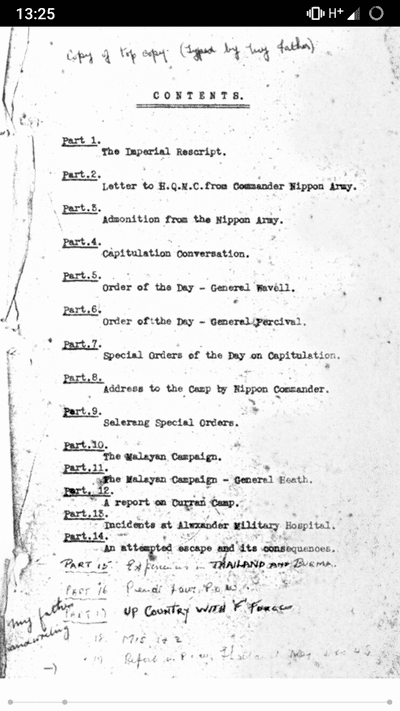 13:25
H+
Copy of top copy. (Typed by my father)
CONTENTS.
Part 1.
The Imperial Rescript.
Part.2.
Letter to H.Q.M.C.from Commander Nippon Army.
Part.3.
Admonition from the Nippon Army.
Part.4.
Capitulation Conversation.
Part.5.
Order of the Day - General Wavell.
Part.6.
Order of the Day - General Percival.
Part.7.
Special Orders of the Day on Capitulation.
Part.8.
Address to the Camp by Nippon Commander.
Part.9.
Selerang Special Orders.
Part.10.
The Malayan Campaign.
Part.11.
The Malayan Campaign - General Heath.
Part. 12.
A report on Curran Camp.
Part.13.
Incidents at Alexander Military Hospital.
Part.14.
An attempted escape and its consequences.
PART 15 Experiences in THAILAND AND BURMA.
PART 16 P.O.W.
PART 17 UP COUNTRY WITH F FORCE
18.
19
my father
handwriting